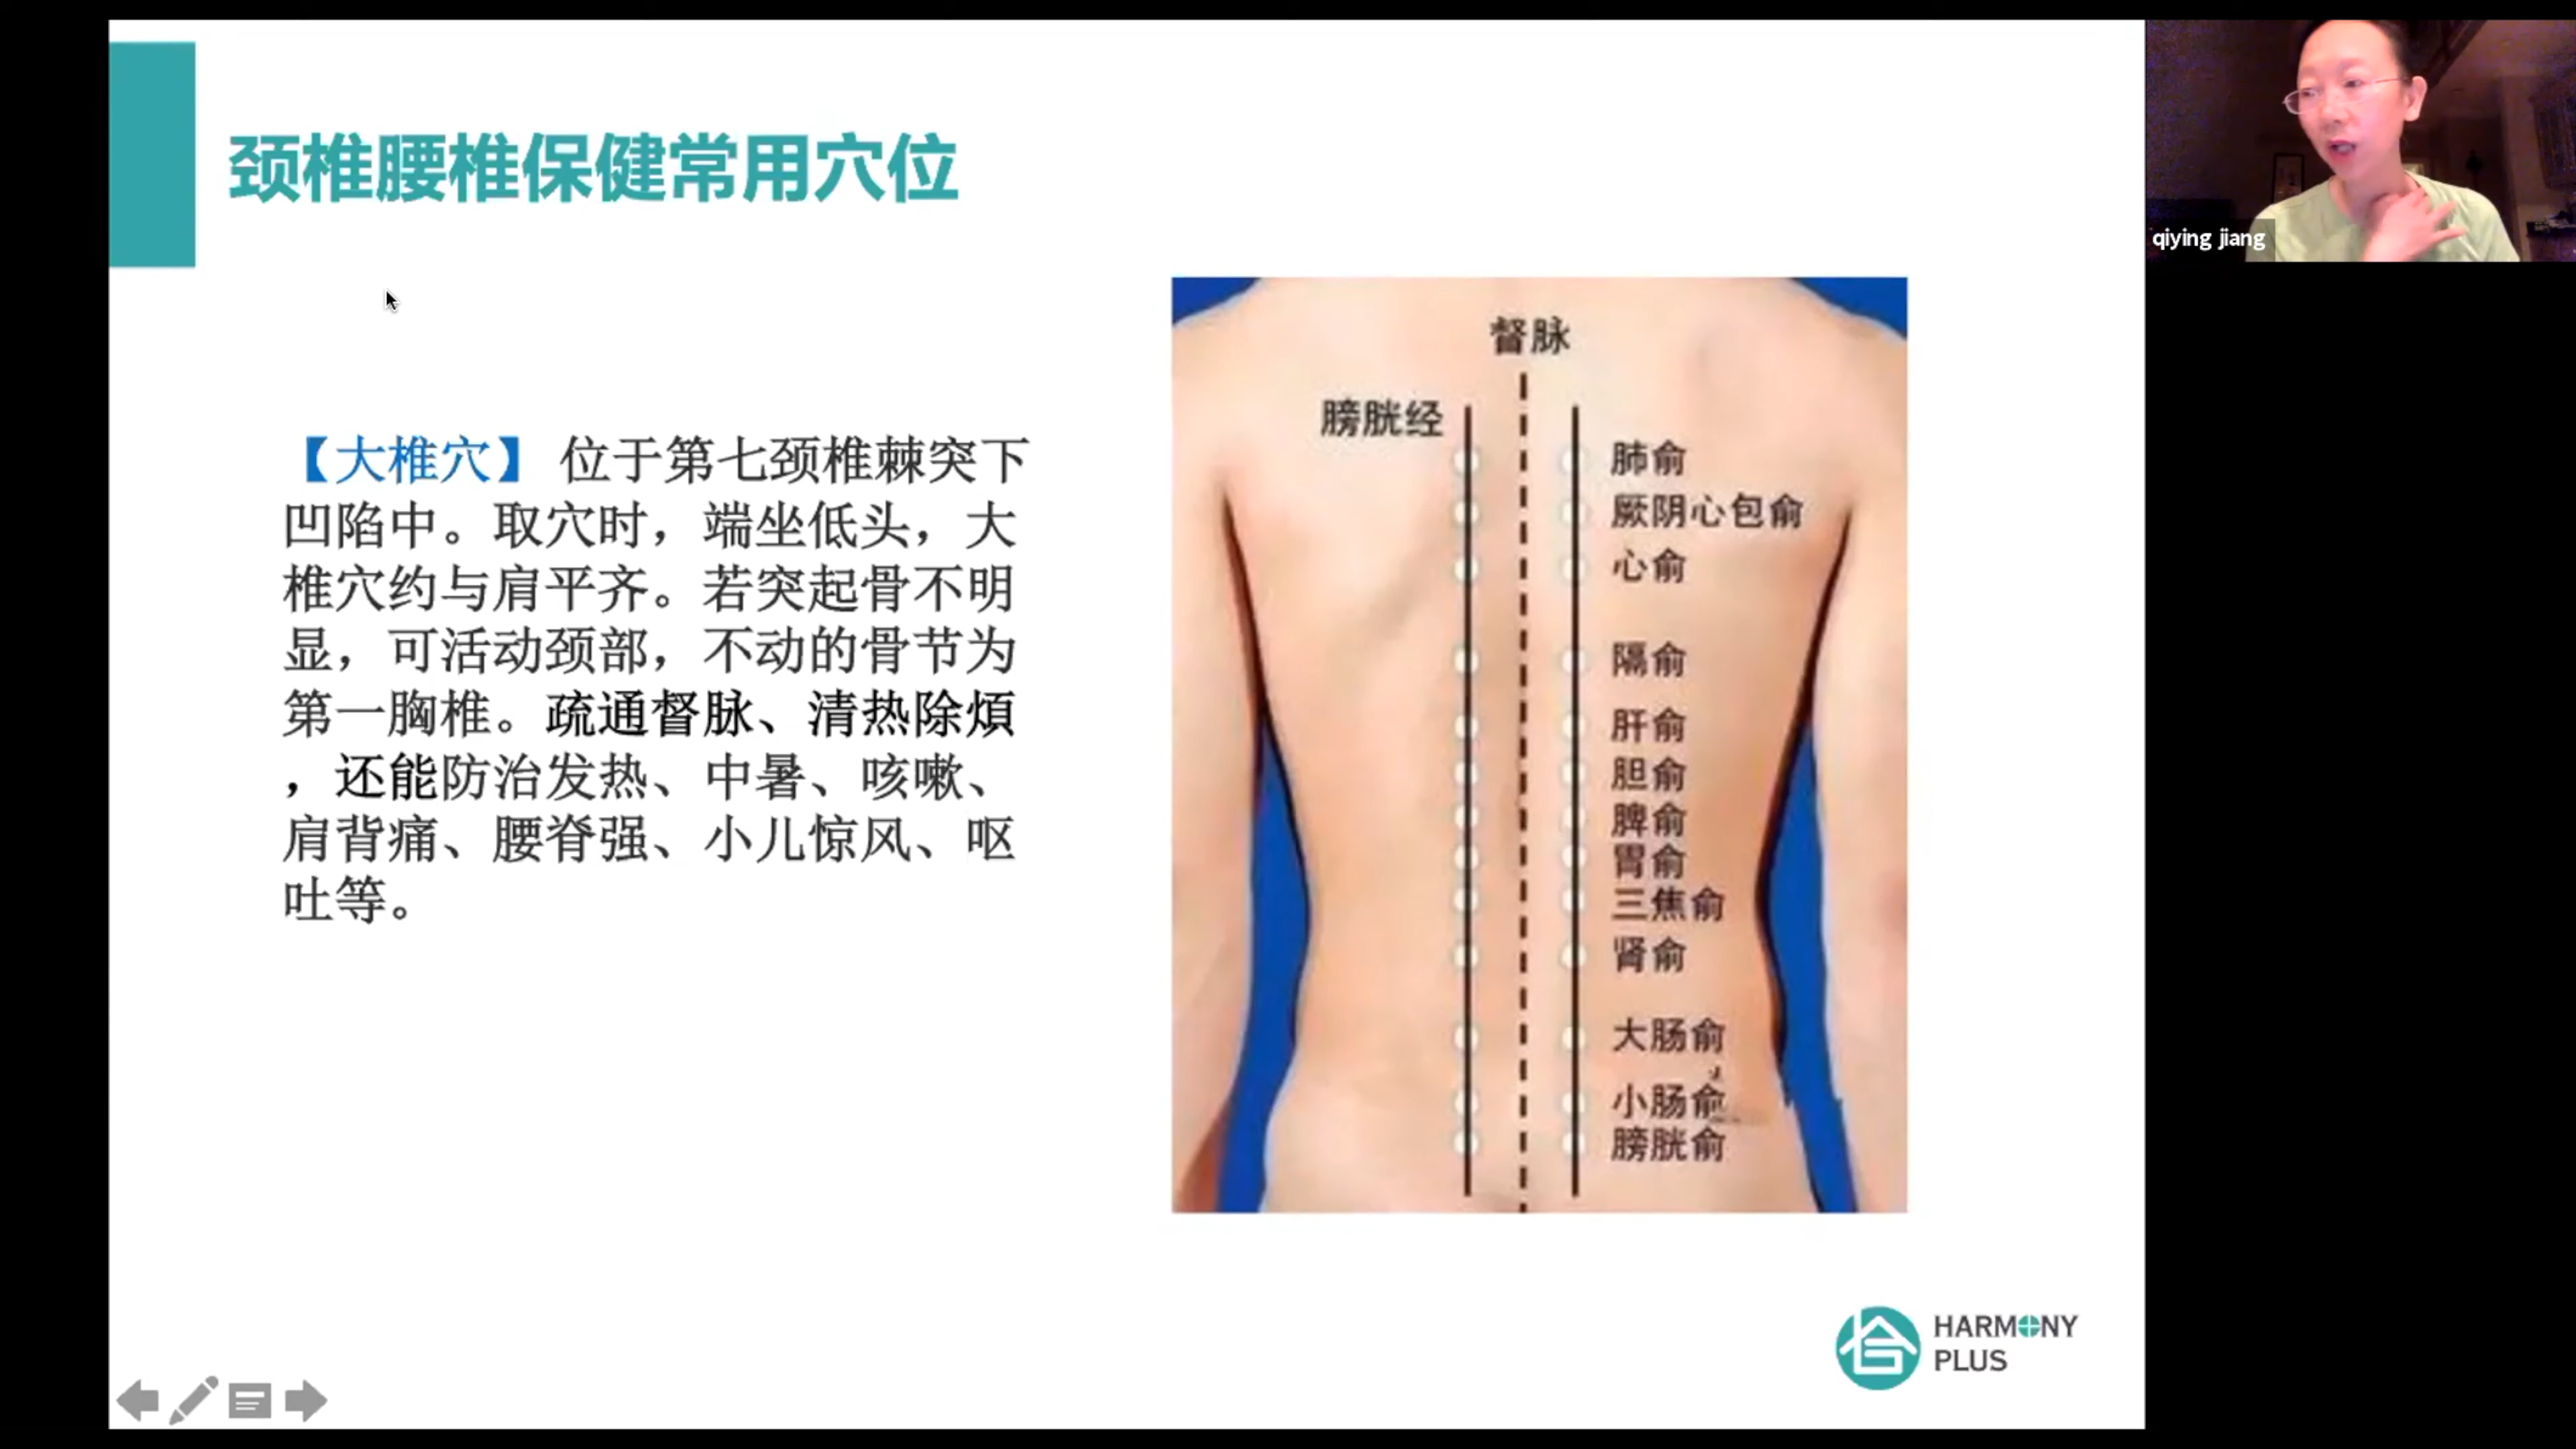 颈椎腰椎保健常用穴位
qiying jiang
【大椎穴】 位于第七颈椎棘突下
凹陷中。取穴时，端坐低头，大
椎穴约与肩平齐。若突起骨不明
显，可活动颈部，不动的骨节为
第一胸椎。疏通督脉、清热除煩
，还能防治发热、中暑、咳嗽、
肩背痛、腰脊强、小儿惊风、呕
吐等。
督脉
膀胱经
肺俞
厥阴心包俞
心俞
隔俞
肝俞
胆俞
脾俞
胃俞
三焦俞
肾俞
大肠俞
小肠俞
膀胱俞
HARMONY
PLUS